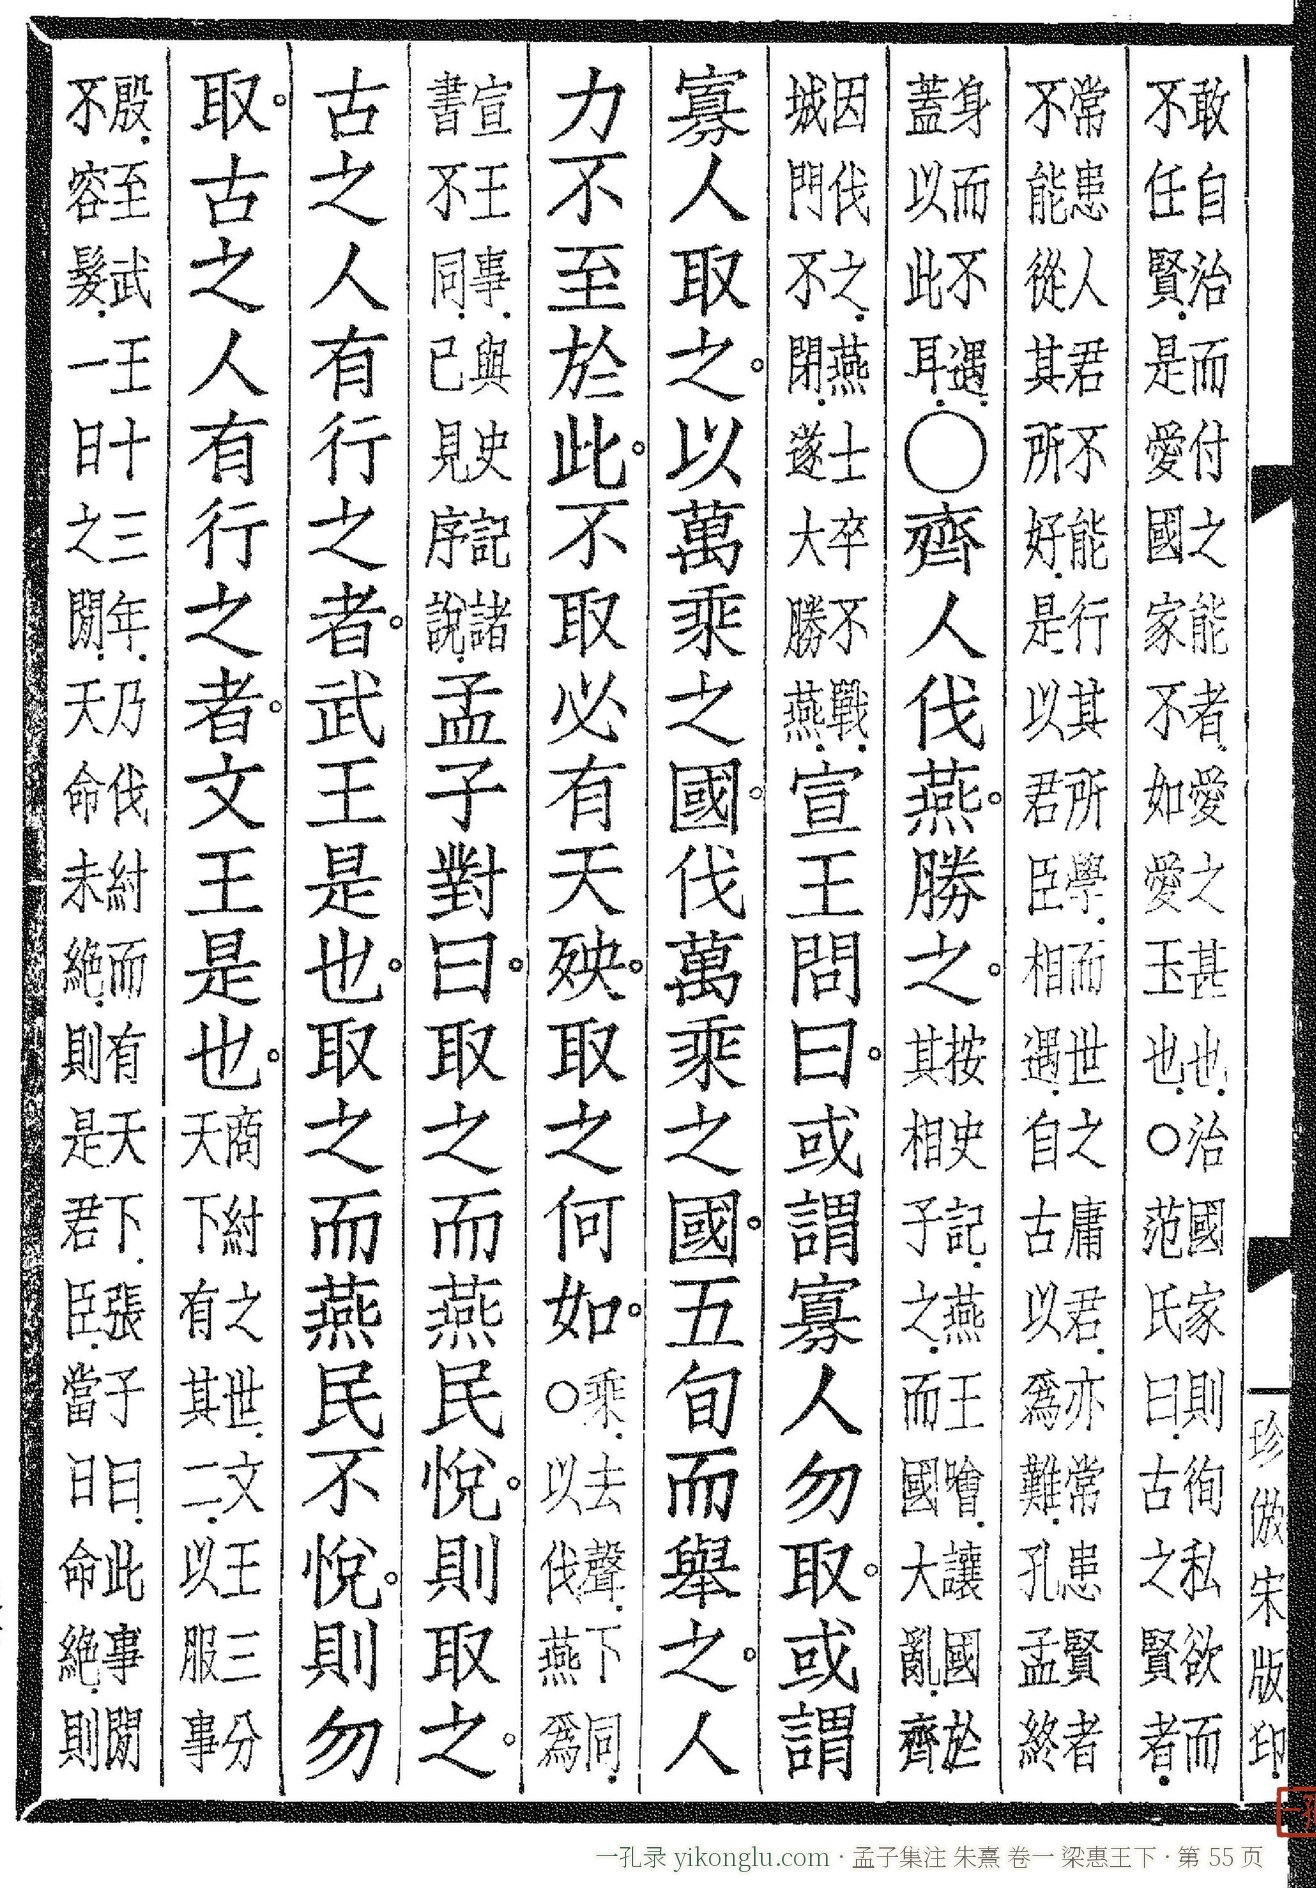 珍倣宋版印
敢自治而付之能者。愛之甚也。治國家則徇私欲而
不任賢。是愛國家不如愛玉也。○范氏曰。古之賢者。
常患人君不能行其所學。而世之庸君。亦常患賢者
不能從其所好。是以君臣相遇。自古以爲難。孔孟終
身而不遇。
蓋以此耳。
○齊人伐燕。勝之。
按史記。燕王噲。讓國於
其相子之。而國大亂。齊
因伐之。燕士卒不戰。
城門不閉。遂大勝燕。
宣王問曰。或謂寡人勿取。或謂
寡人取之。以萬乘之國。伐萬乘之國。五旬而舉之。人
力不至於此。不取必有天殃。取之何如。
乘。去聲。下同。
○以伐燕爲
宣王事。與史記諸
書不同。已見序說。
孟子對曰。取之而燕民悅。則取之。
古之人有行之者。武王是也。取之而燕民不悅。則勿
取。古之人有行之者。文王是也。
商紂之世。文王三分
天下有其二。以服事
殷。至武王十三年。乃伐紂而有天下。張子曰。此事閒
不容髮。一日之閒。天命未絕。則是君臣。當日命絕。則
一孔录 yikonglu.com · 孟子集注 朱熹 卷一 梁惠王下 · 第 55 页